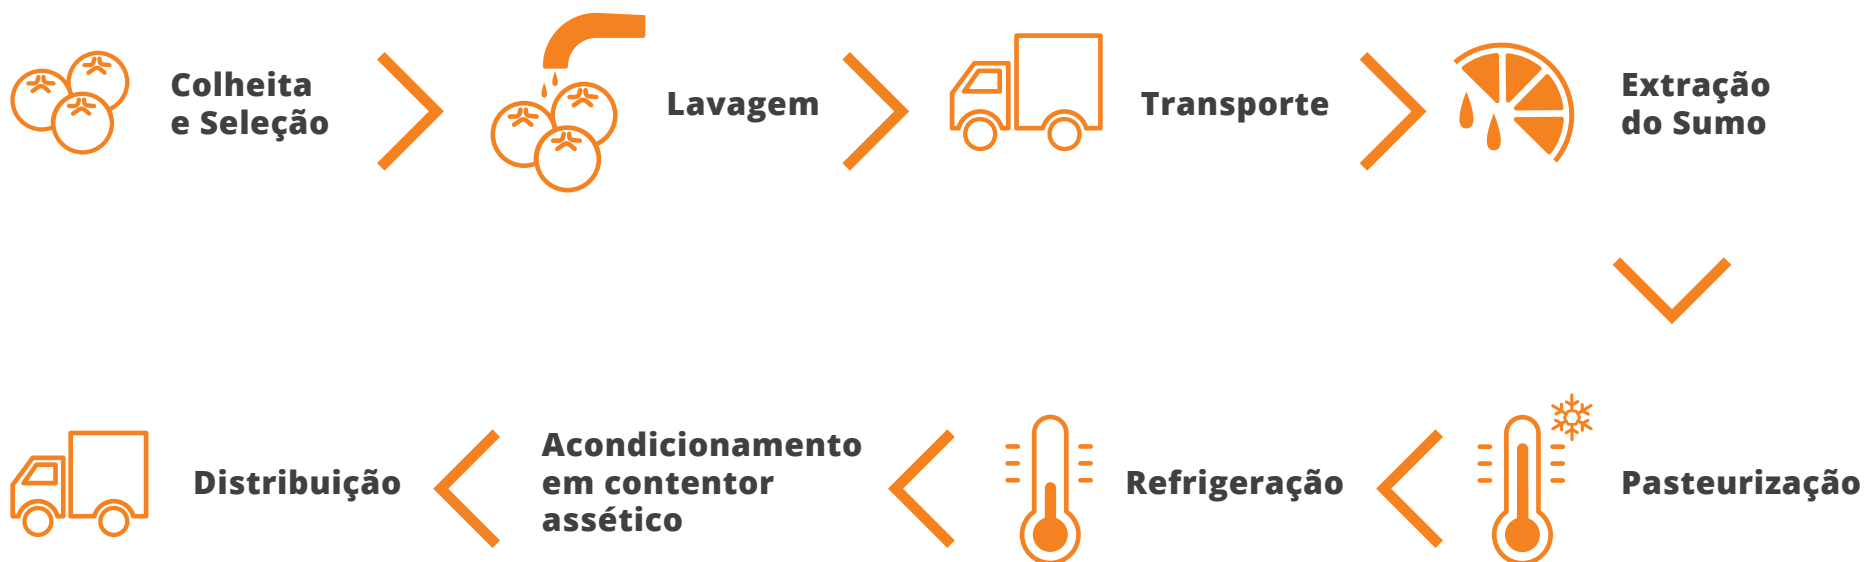 Colheita
e Seleção
Lavagem
Transporte
Extração
do Sumo
Pasteurização
Refrigeração
Acondicionamento
em contentor
assético
Distribuição